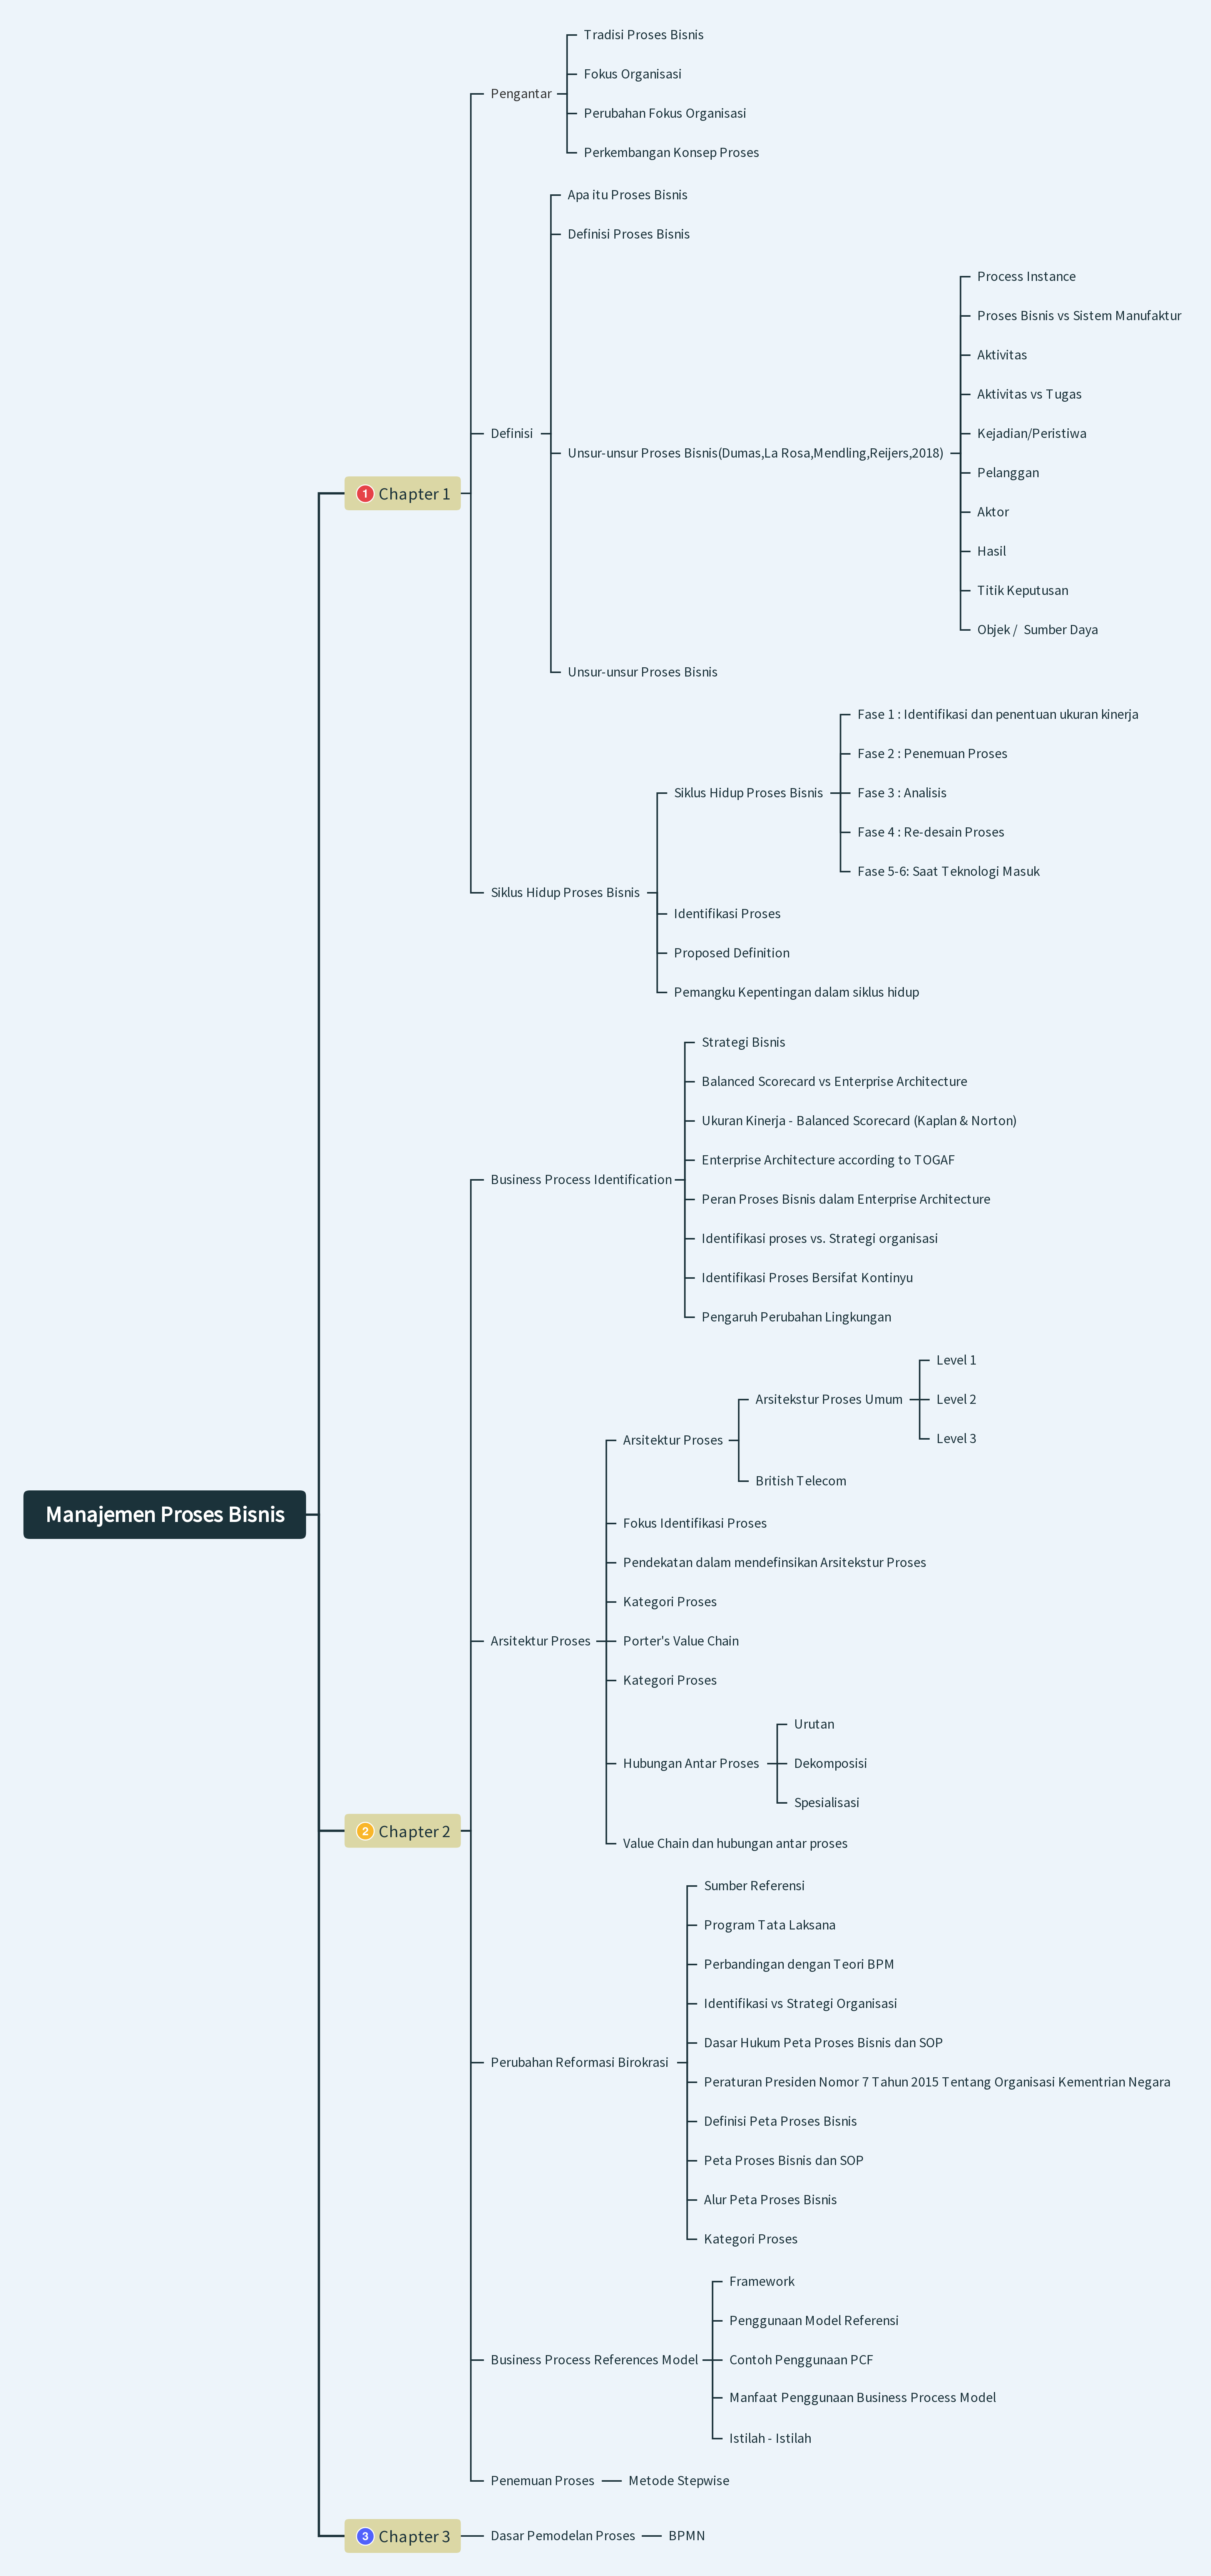 Manajemen Proses Bisnis
1 Chapter 1
Pengantar
Tradisi Proses Bisnis
Fokus Organisasi
Perubahan Fokus Organisasi
Perkembangan Konsep Proses
Definisi
Apa itu Proses Bisnis
Definisi Proses Bisnis
Unsur-unsur Proses Bisnis(Dumas,La Rosa,Mendling,Reijers,2018)
Process Instance
Proses Bisnis vs Sistem Manufaktur
Aktivitas
Aktivitas vs Tugas
Kejadian/Peristiwa
Pelanggan
Aktor
Hasil
Titik Keputusan
Objek / Sumber Daya
Unsur-unsur Proses Bisnis
Siklus Hidup Proses Bisnis
Siklus Hidup Proses Bisnis
Fase 1 : Identifikasi dan penentuan ukuran kinerja
Fase 2 : Penemuan Proses
Fase 3 : Analisis
Fase 4 : Re-desain Proses
Fase 5-6: Saat Teknologi Masuk
Identifikasi Proses
Proposed Definition
Pemangku Kepentingan dalam siklus hidup
2 Chapter 2
Business Process Identification
Strategi Bisnis
Balanced Scorecard vs Enterprise Architecture
Ukuran Kinerja - Balanced Scorecard (Kaplan & Norton)
Enterprise Architecture according to TOGAF
Peran Proses Bisnis dalam Enterprise Architecture
Identifikasi proses vs. Strategi organisasi
Identifikasi Proses Bersifat Kontinyu
Pengaruh Perubahan Lingkungan
Arsitektur Proses
Arsitektur Proses
Arsitekstur Proses Umum
Level 1
Level 2
Level 3
British Telecom
Fokus Identifikasi Proses
Pendekatan dalam mendefinsikan Arsitekstur Proses
Kategori Proses
Porter's Value Chain
Kategori Proses
Hubungan Antar Proses
Urutan
Dekomposisi
Spesialisasi
Value Chain dan hubungan antar proses
Perubahan Reformasi Birokrasi
Sumber Referensi
Program Tata Laksana
Perbandingan dengan Teori BPM
Identifikasi vs Strategi Organisasi
Dasar Hukum Peta Proses Bisnis dan SOP
Peraturan Presiden Nomor 7 Tahun 2015 Tentang Organisasi Kementrian Negara
Definisi Peta Proses Bisnis
Peta Proses Bisnis dan SOP
Alur Peta Proses Bisnis
Kategori Proses
Business Process References Model
Framework
Penggunaan Model Referensi
Contoh Penggunaan PCF
Manfaat Penggunaan Business Process Model
Istilah - Istilah
Penemuan Proses
Metode Stepwise
3 Chapter 3
Dasar Pemodelan Proses
BPMN